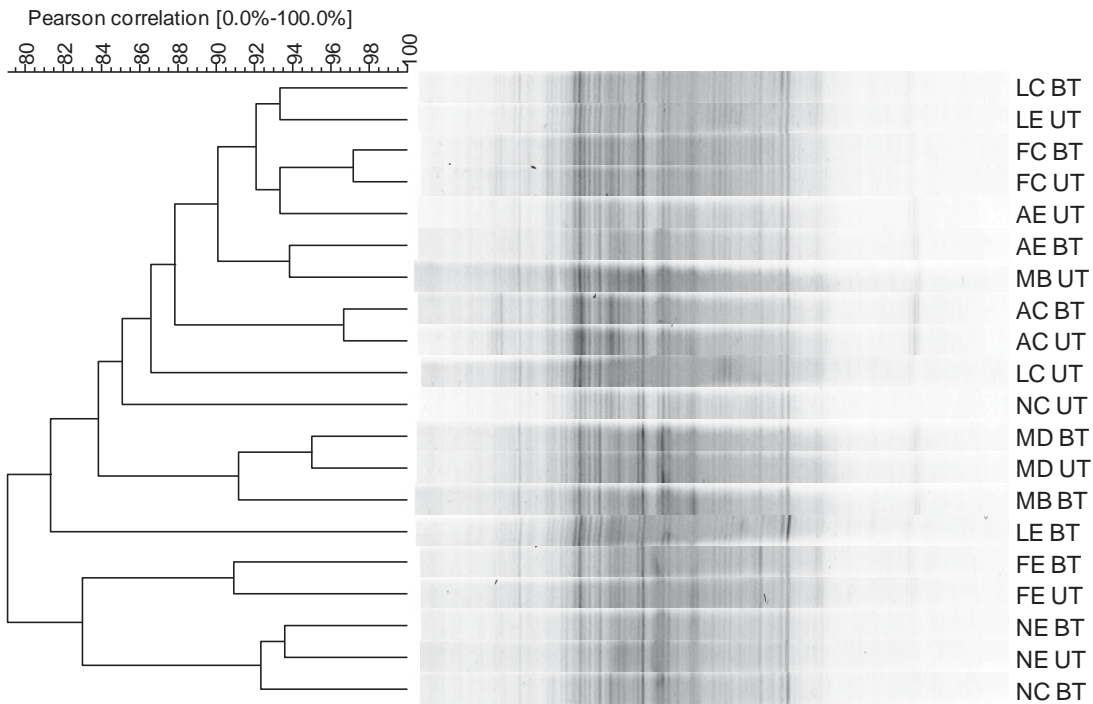 Pearson correlation [0.0%-100.0%]
80 82 84 86 88 90 92 94 96 98 100
LC BT
LE UT
FC BT
FC UT
AE UT
AE BT
MB UT
AC BT
AC UT
LC UT
NC UT
MD BT
MD UT
MB BT
LE BT
FE BT
FE UT
NE BT
NE UT
NC BT